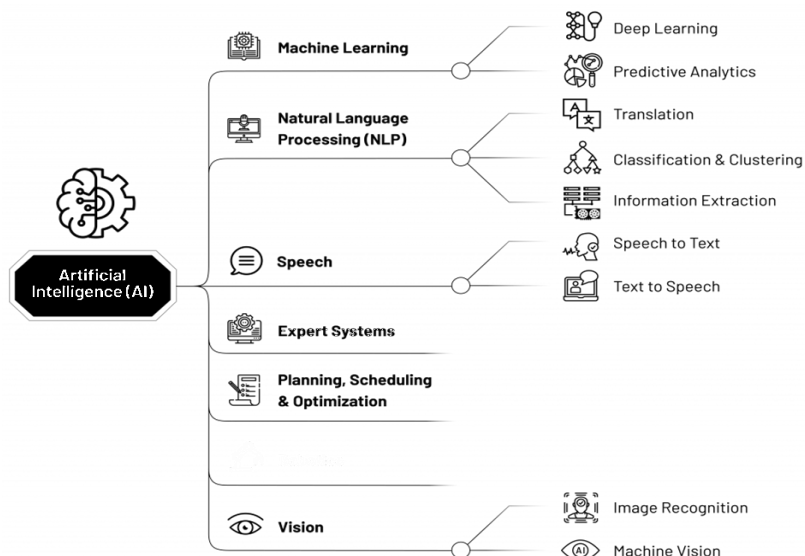 Machine Learning
Deep Learning
Predictive Analytics
Natural Language
Processing (NLP)
Translation
Classification & Clustering
Information Extraction
Artificial
Intelligence (AI)
Speech
Speech to Text
Text to Speech
Expert Systems
Planning, Scheduling
& Optimization
Vision
Image Recognition
AI
Machine Vision